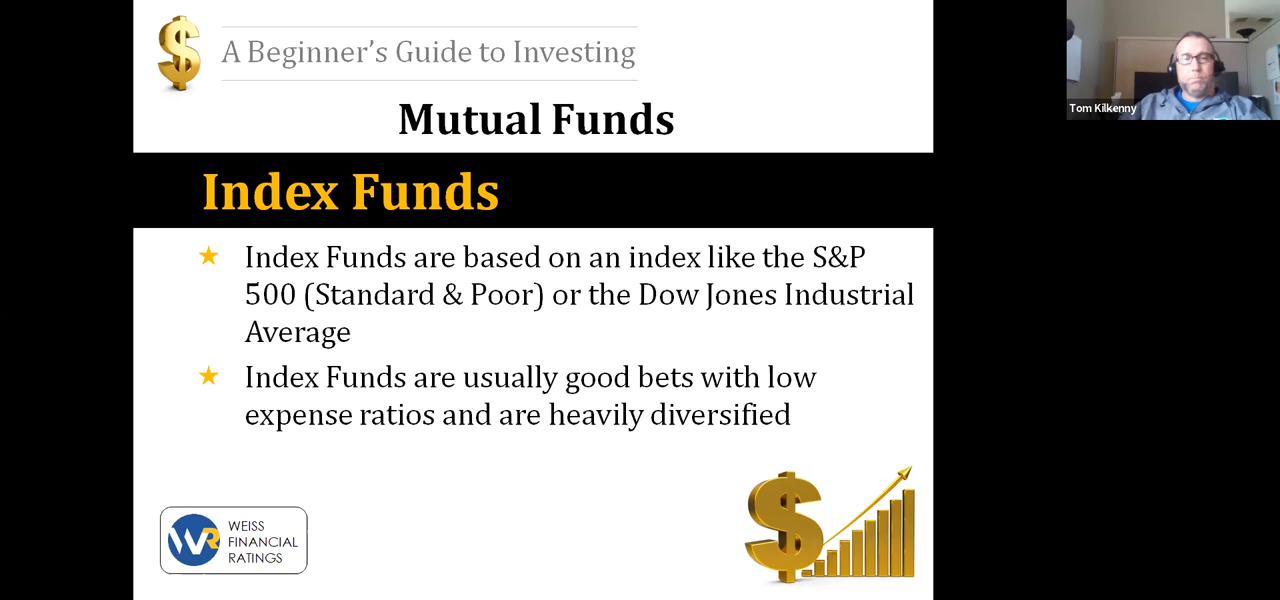 A Beginner’s Guide to Investing
Tom Kilkenny
Mutual Funds
Index Funds
★ Index Funds are based on an index like the S&P
500 (Standard & Poor) or the Dow Jones Industrial
Average
★ Index Funds are usually good bets with low
expense ratios and are heavily diversified
WR
WEISS
FINANCIAL
RATINGS